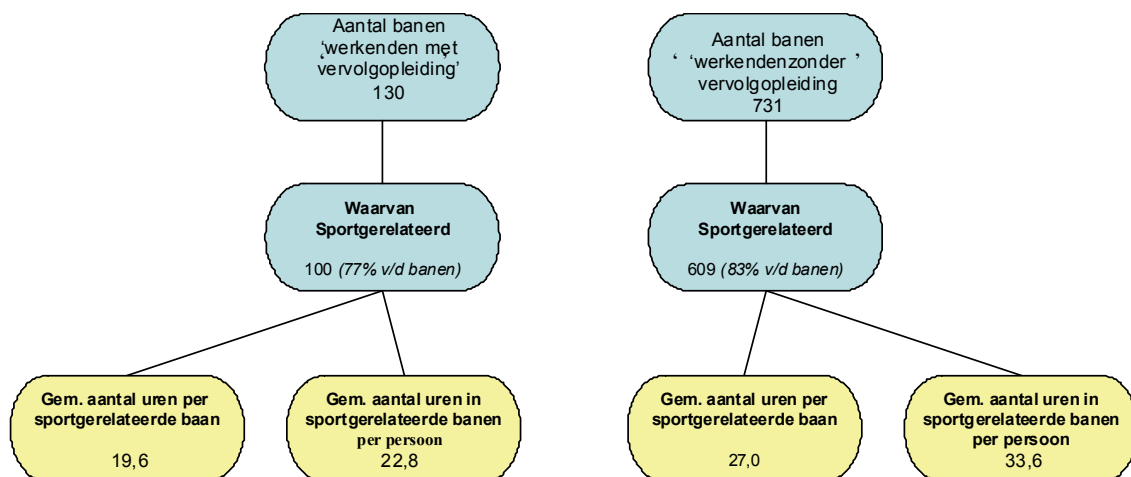 Aantal banen
‘werkenden met
vervolgopleiding’
130
Aantal banen
‘ ‘werkendenzonder ’
vervolgopleiding
731
Waarvan
Sportgerelateerd
100 (77% v/d banen)
Waarvan
Sportgerelateerd
609 (83% v/d banen)
Gem. aantal uren per
sportgerelateerde baan
19,6
Gem. aantal uren in
sportgerelateerde banen
per persoon
22,8
Gem. aantal uren per
sportgerelateerde baan
27,0
Gem. aantal uren in
sportgerelateerde banen
per persoon
33,6